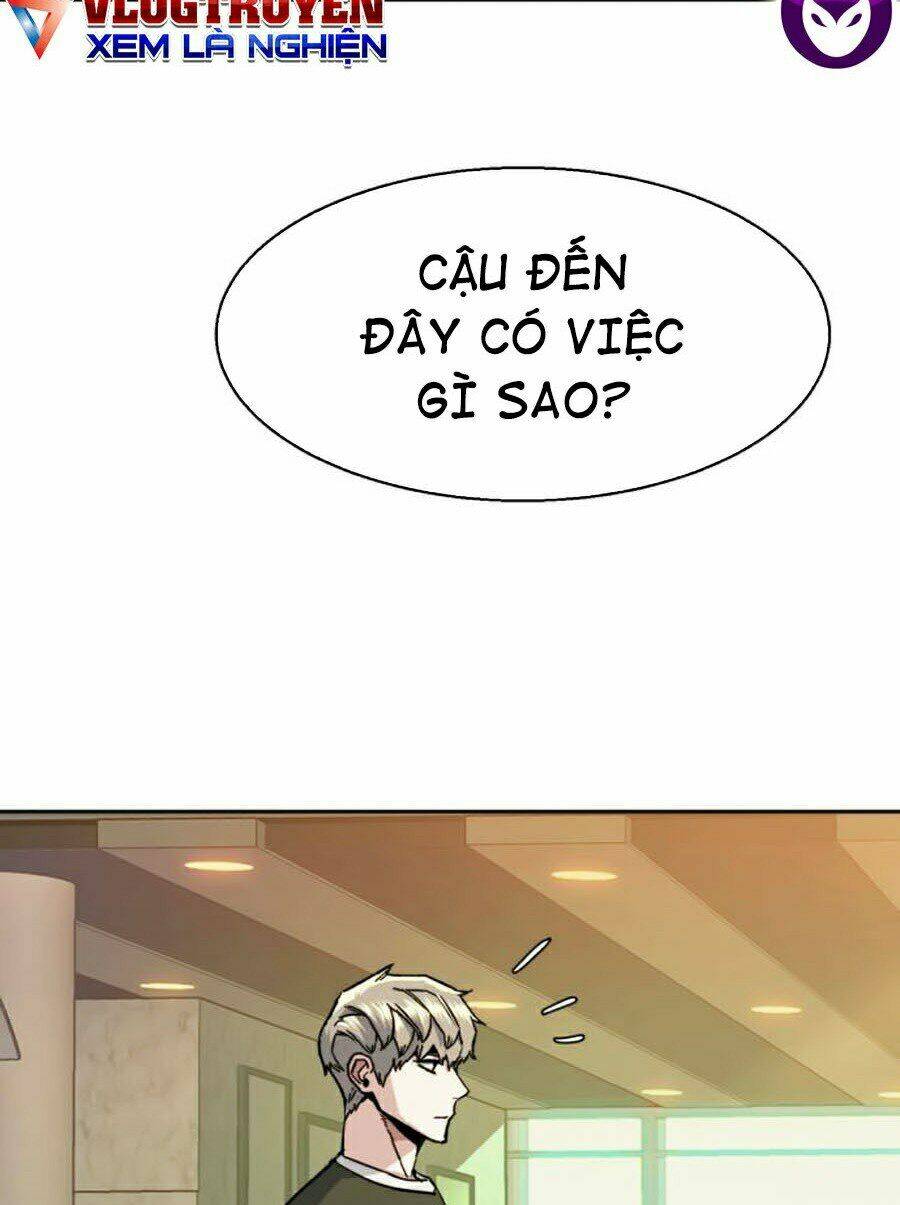 VLOGTRUYEN
XEM LÀ NGHIỆN
CẬU ĐẾN
ĐÂY CÓ VIỆC
GÌ SAO?